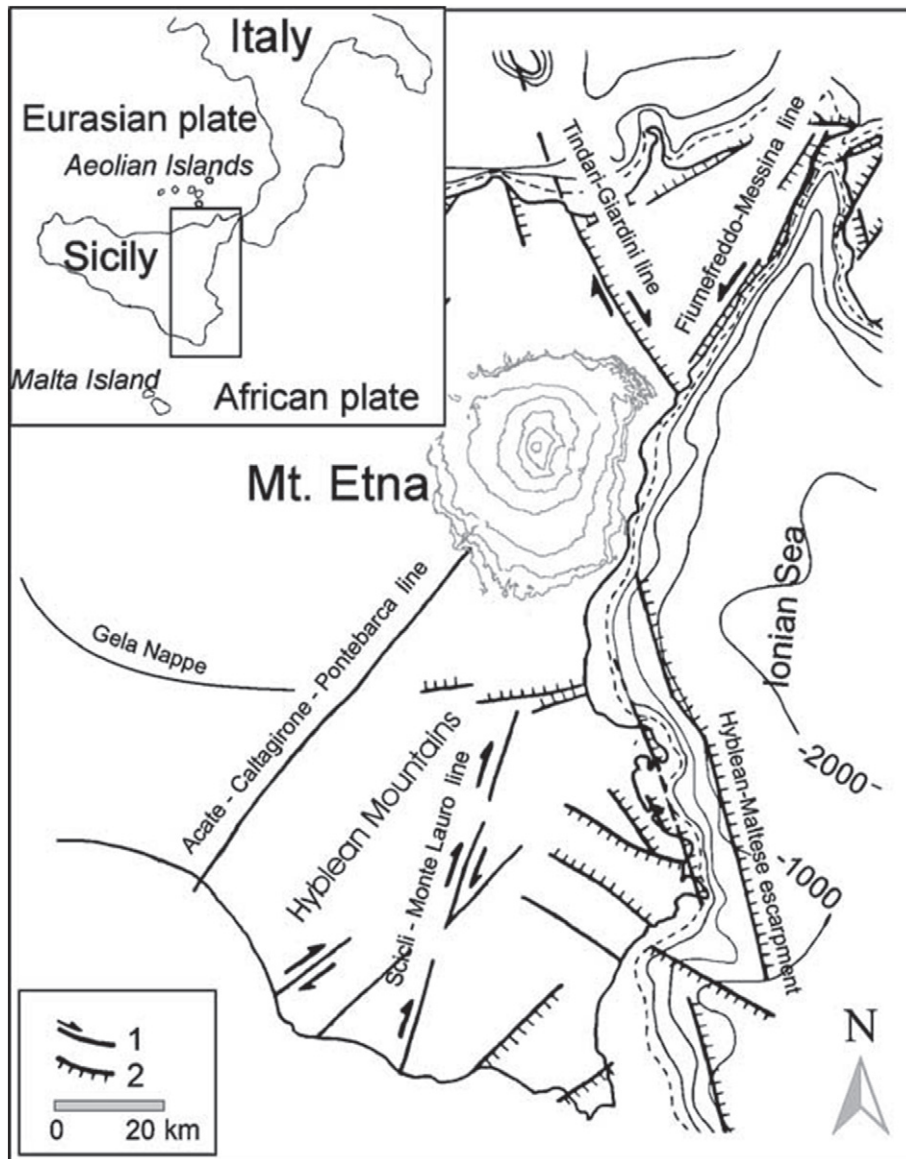 Italy
Eurasian plate
Aeolian Islands
Sicily
Malta Island
African plate
Tindari-Giardini line
Fiumefreddo-Messina line
Mt. Etna
Ionian Sea
Acate - Caltagirone - Pontebarca line
Gela Nappe
Hyblean Mountains
Scicli - Monte Lauro line
Hyblean-Maltese escarpment
-2000
-1000
1
2
0 20 km
N